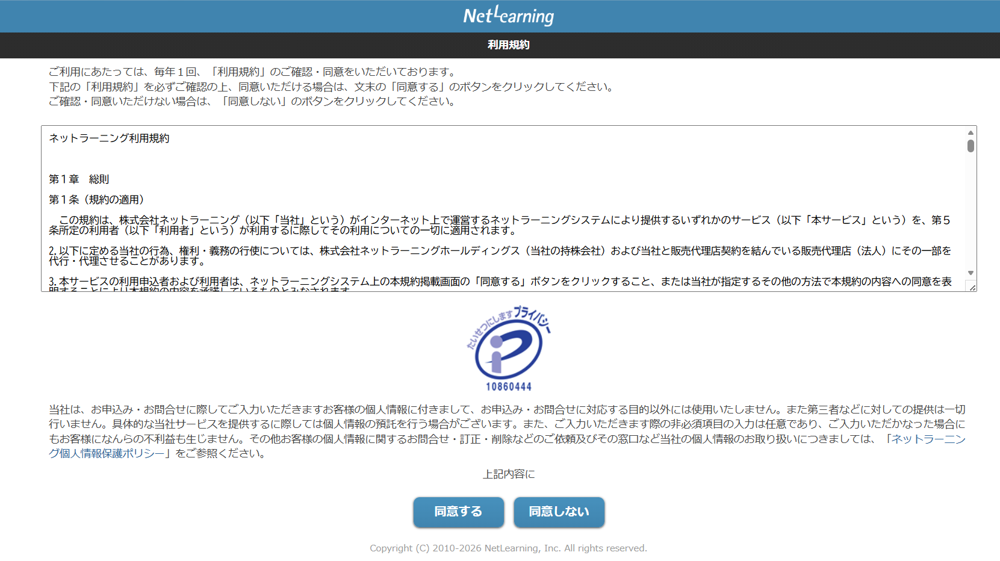 NetLearning
利用規約
ご利用にあたっては、毎年１回、「利用規約」のご確認・同意をいただいております。
下記の「利用規約」を必ずご確認の上、同意いただける場合は、文末の「同意する」のボタンをクリックしてください。
ご確認・同意いただけない場合は、「同意しない」のボタンをクリックしてください。
ネットラーニング利用規約
第１章　総則
第１条（規約の適用）
　この規約は、株式会社ネットラーニング（以下「当社」という）がインターネット上で運営するネットラーニングシステムにより提供するいずれかのサービス（以下「本サービス」という）を、第５
条所定の利用者（以下「利用者」という）が利用するに際してその利用についての一切に適用されます。
2.以下に定める当社の行為、権利・義務の行使については、株式会社ネットラーニングホールディングス（当社の持株会社）および当社と販売代理店契約を結んでいる販売代理店（法人）にその一部を
代行・代理させることがあります。
3.本サービスの利用申込者および利用者は、ネットラーニングシステム上の本規約掲載画面の「同意する」ボタンをクリックすること、または当社が指定するその他の方法で本規約の内容への同意を表
明することにより本規約の内容を承諾しているものとみなされます。
たいせつにしますプライバシー
10860444
当社は、お申込み・お問合せに際してご入力いただきますお客様の個人情報に付きまして、お申込み・お問合せに対応する目的以外には使用いたしません。また第三者などに対しての提供は一切
行いません。具体的な当社サービスを提供するに際しては個人情報の預託を行う場合がございます。また、ご入力いただきます際の非必須項目の入力は任意であり、ご入力いただかなった場合に
もお客様になんらの不利益も生じません。その他お客様の個人情報に関するお問合せ・訂正・削除などのご依頼及びその窓口など当社の個人情報のお取り扱いにつきましては、「ネットラーニン
グ個人情報保護ポリシー」をご参照ください。
上記内容に
同意する
同意しない
Copyright (C) 2010-2026 NetLearning, Inc. All rights reserved.